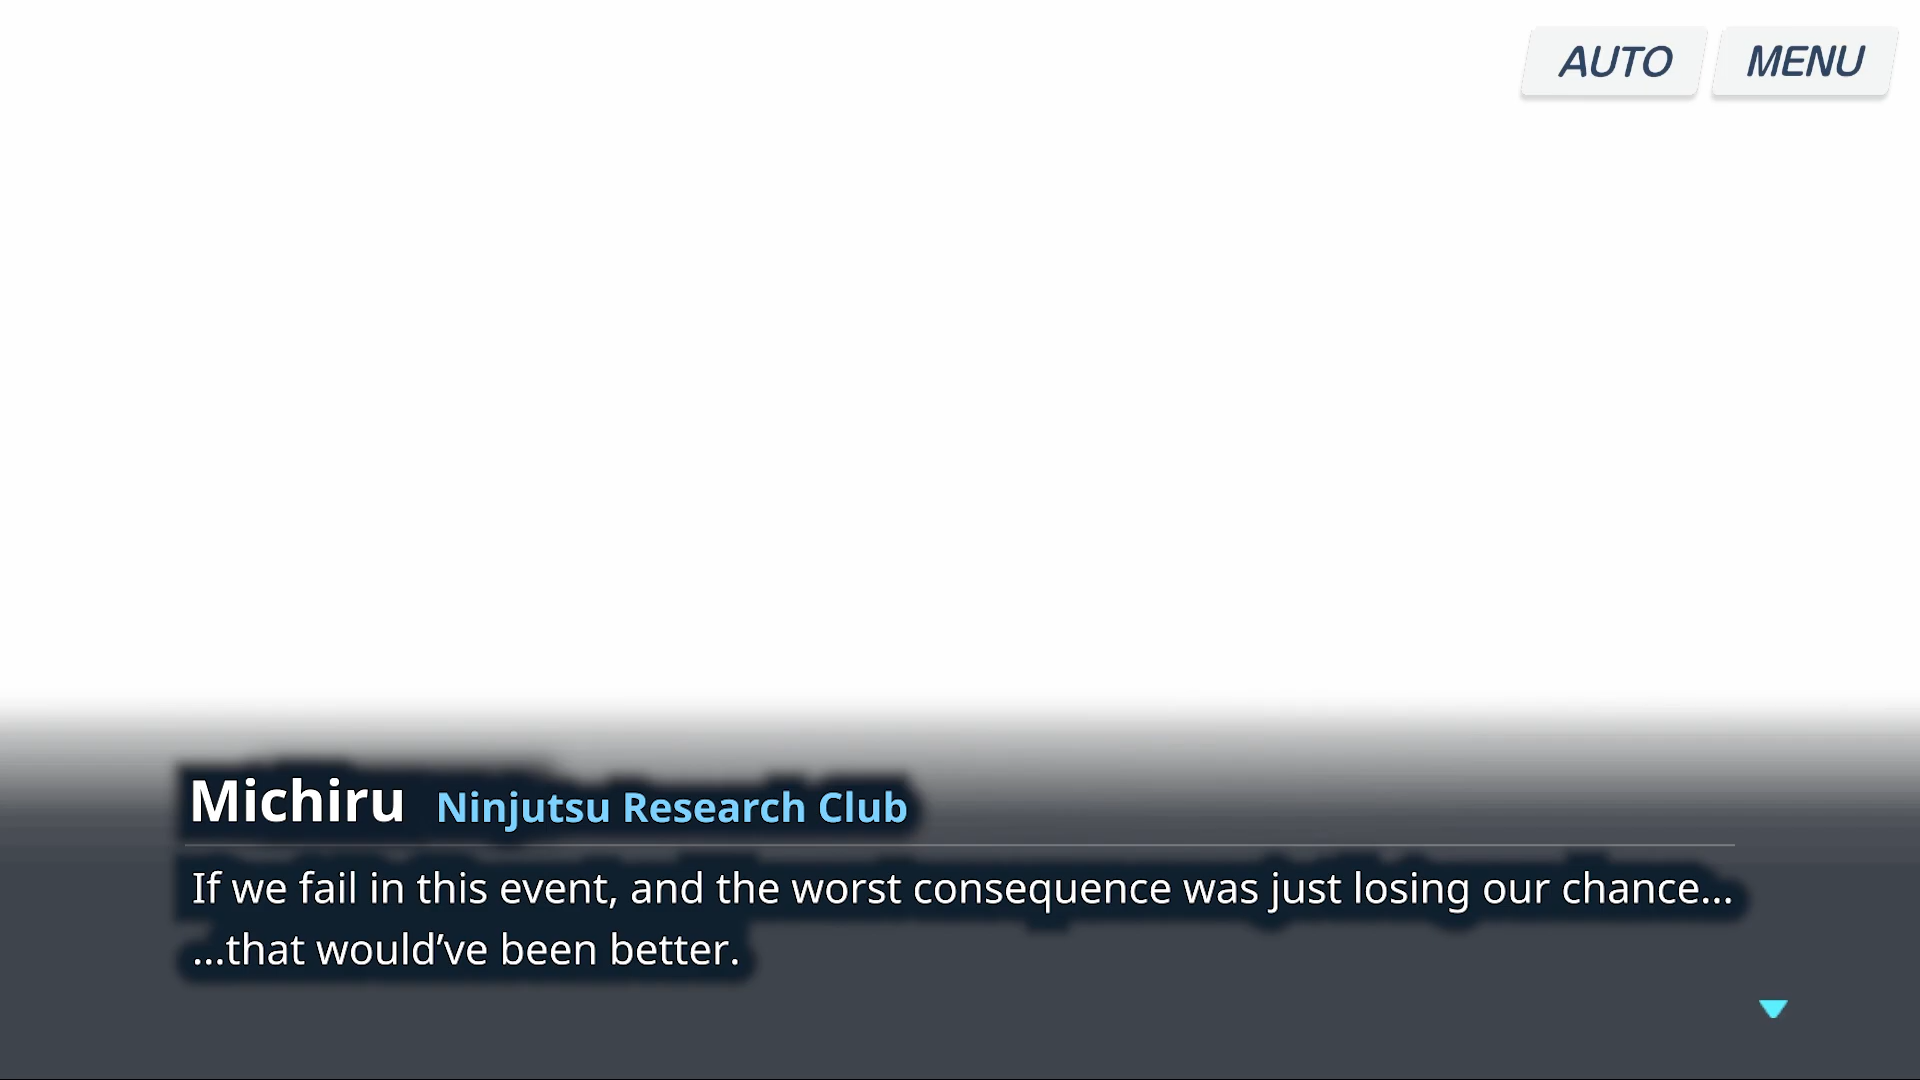 AUTO MENU
Michiru Ninjutsu Research Club
If we fail in this event, and the worst consequence was just losing our chance...
...that would’ve been better.